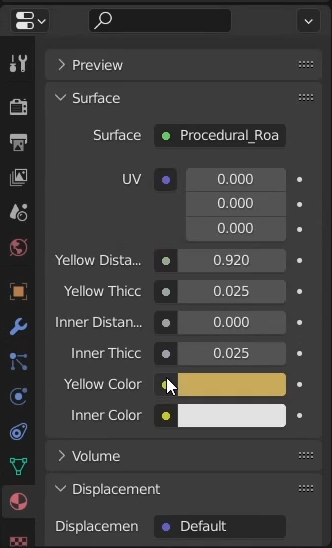 Preview
Surface
Surface Procedural_Roa
UV 0.000
0.000
0.000
Yellow Dista... 0.920
Yellow Thicc 0.025
Inner Distan... 0.000
Inner Thicc 0.025
Yellow Color
Inner Color
Volume
Displacement
Displacemen Default